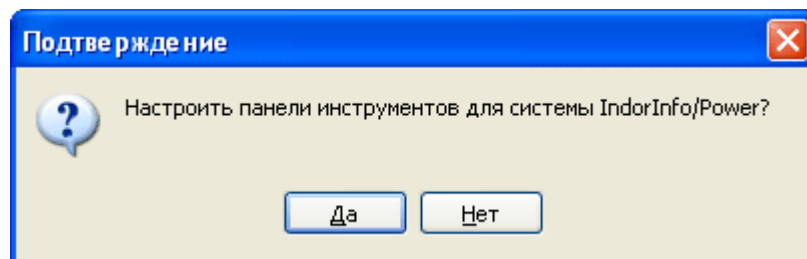 Подтверждение
Настроить панели инструментов для системы IndorInfo/Power?
Да
Нет